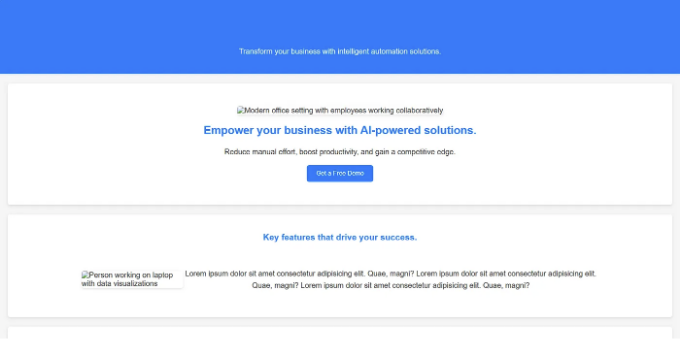 Transform your business with intelligent automation solutions.
Modern office setting with employees working collaboratively
Empower your business with AI-powered solutions.
Reduce manual effort, boost productivity, and gain a competitive edge.
Get a Free Demo
Key features that drive your success.
Person working on laptop
with data visualizations
Lorem ipsum dolor sit amet consectetur adipisicing elit. Quae, magni? Lorem ipsum dolor sit amet consectetur adipisicing elit.
Quae, magni? Lorem ipsum dolor sit amet consectetur adipisicing elit. Quae, magni?